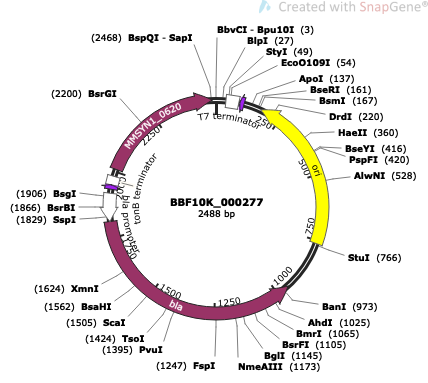 Created with SnapGene®
BbvCI - Bpu10I (3)
(2468) BspQI - SapI
BlpI (27)
StyI (49)
EcoO109I (54)
ApoI (137)
BseRI (161)
BsmI (167)
DrdI (220)
HaeII (360)
BseYI (416)
PspFI (420)
AlwNI (528)
StuI (766)
BanI (973)
AhdI (1025)
BmrI (1065)
BsrFI (1105)
BglI (1145)
NmeAIII (1173)
(1247) FspI
(1395) PvuI
(1424) TsoI
(1505) ScaI
(1562) BsaHI
(1624) XmnI
(1829) SspI
(1866) BsrBI
(1906) BsgI
(2200) BsrGI
MMSYN1_0620
T7 terminator
ori
bla
bla promoter
tonB terminator
250
500
750
1000
1250
1500
1750
2250
BBF10K_000277
2488 bp